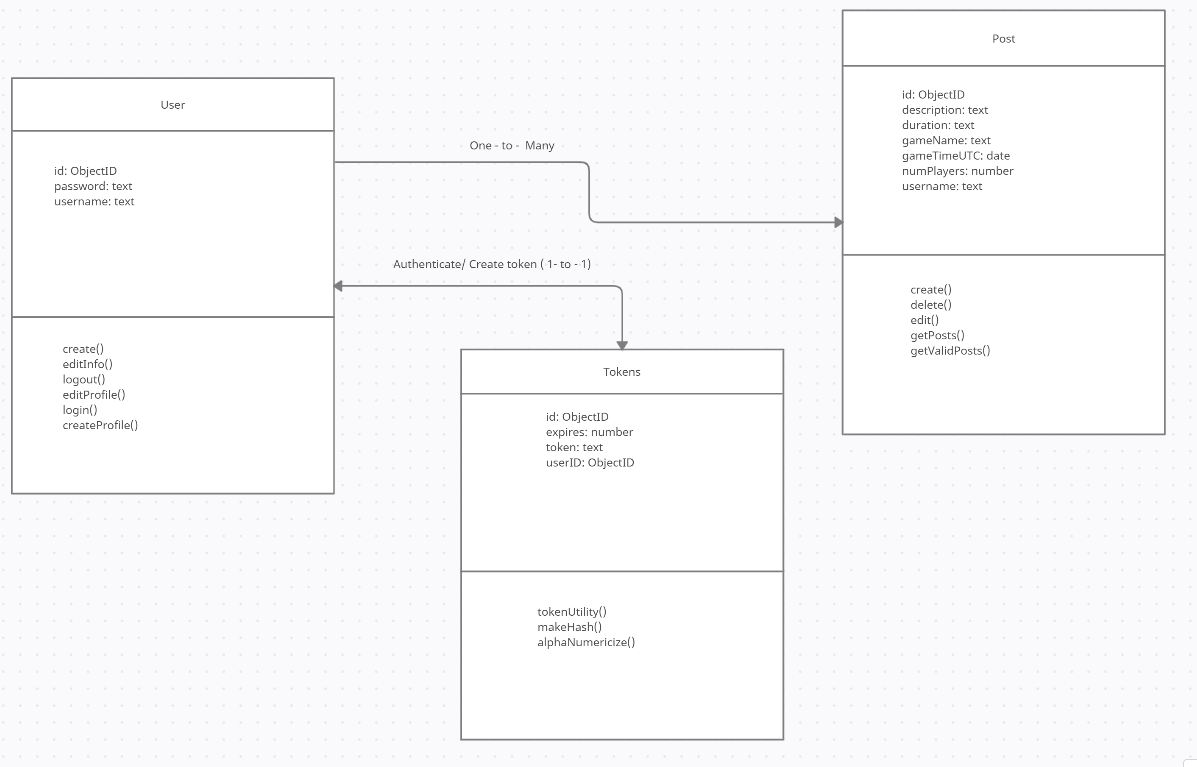 User
id: ObjectID
password: text
username: text
create()
editInfo()
logout()
editProfile()
login()
createProfile()
One - to - Many
Authenticate/ Create token ( 1- to - 1)
Tokens
id: ObjectID
expires: number
token: text
userID: ObjectID
tokenUtility()
makeHash()
alphaNumericize()
Post
id: ObjectID
description: text
duration: text
gameName: text
gameTimeUTC: date
numPlayers: number
username: text
create()
delete()
edit()
getPosts()
getValidPosts()